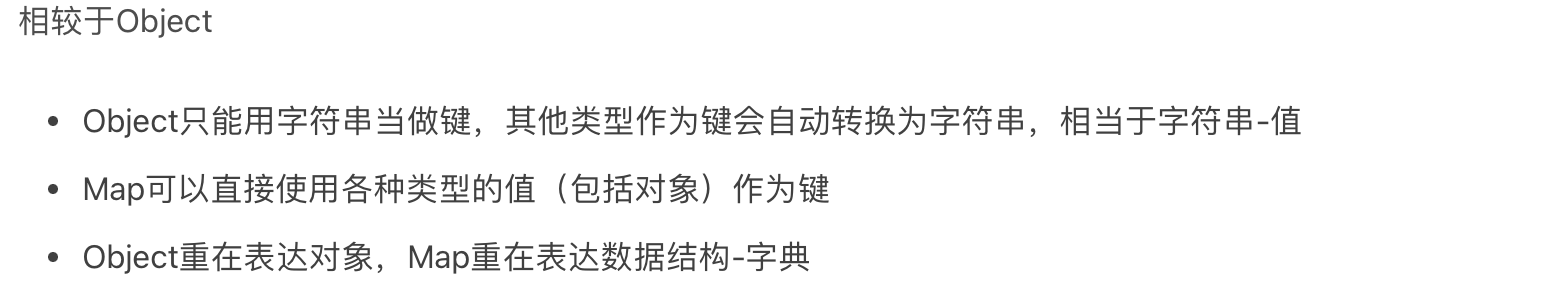 相较于Object
• Object只能用字符串当做键，其他类型作为键会自动转换为字符串，相当于字符串-值
• Map可以直接使用各种类型的值（包括对象）作为键
• Object重在表达对象，Map重在表达数据结构-字典